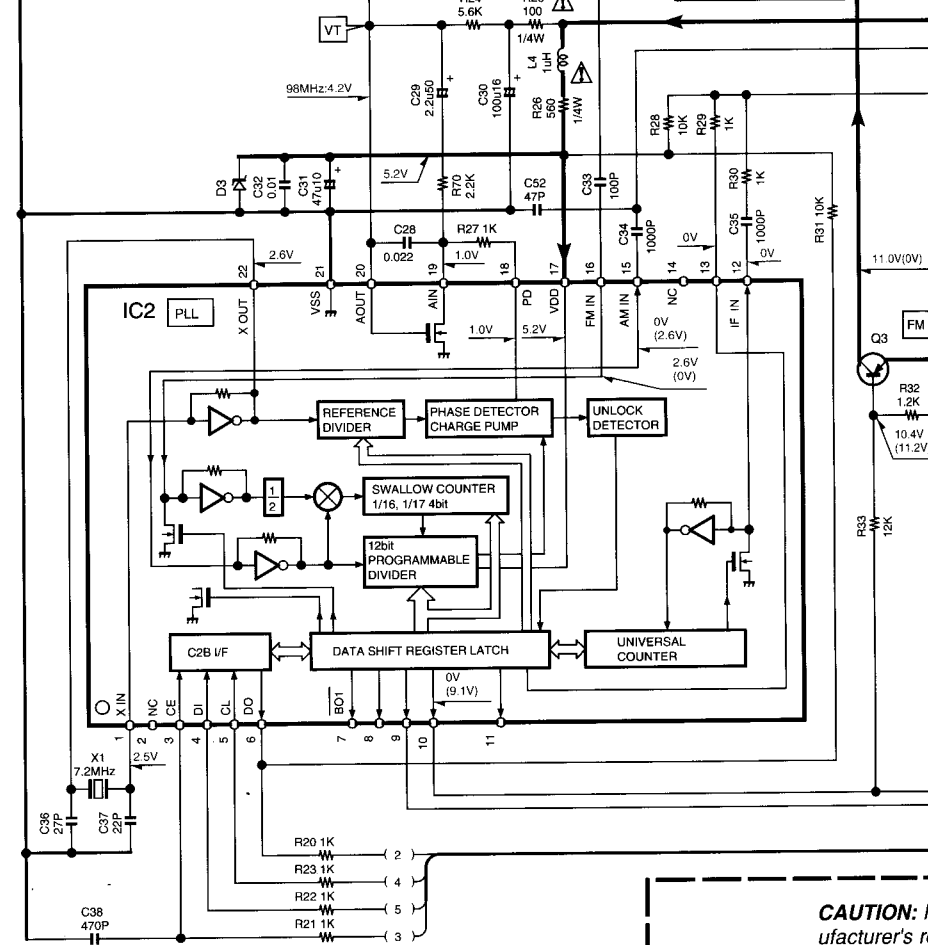 5.6K
100
1/4W
VT
L4
1uH
98MHz:4.2V
C29
2.2u50
+
C30
100u16
+
R26
560
1/4W
R28
10K
R29
1K
D3
C32
0.01
C31
47u10
+
5.2V
R70
2.2K
C52
47P
C33
100P
R30
1K
C34
1000P
C35
1000P
R31 10K
C28
0.022
R27 1K
2.6V
1.0V
0V
0V
11.0V(0V)
22
21
20
19
18
17
16
15
14
13
12
IC2
PLL
X OUT
VSS
AOUT
AIN
PD
VDD
FM IN
AM IN
NC
IF IN
1.0V
5.2V
0V
(2.6V)
2.6V
(0V)
Q3
FM
R32
1.2K
10.4V
(11.2V
REFERENCE
DIVIDER
PHASE DETECTOR
CHARGE PUMP
UNLOCK
DETECTOR
1
2
SWALLOW COUNTER
1/16, 1/17 4bit
12bit
PROGRAMMABLE
DIVIDER
R33
12K
C2B I/F
DATA SHIFT REGISTER LATCH
UNIVERSAL
COUNTER
0V
(9.1V)
X IN
NC
CE
DI
CL
DO
BO1
1
2
3
4
5
6
7
8
9
10
11
X1
7.2MHz
2.5V
C36
27P
C37
22P
R20 1K
( 2 )
R23 1K
( 4 )
R22 1K
( 5 )
R21 1K
( 3 )
C38
470P
CAUTION:
ufacturer's